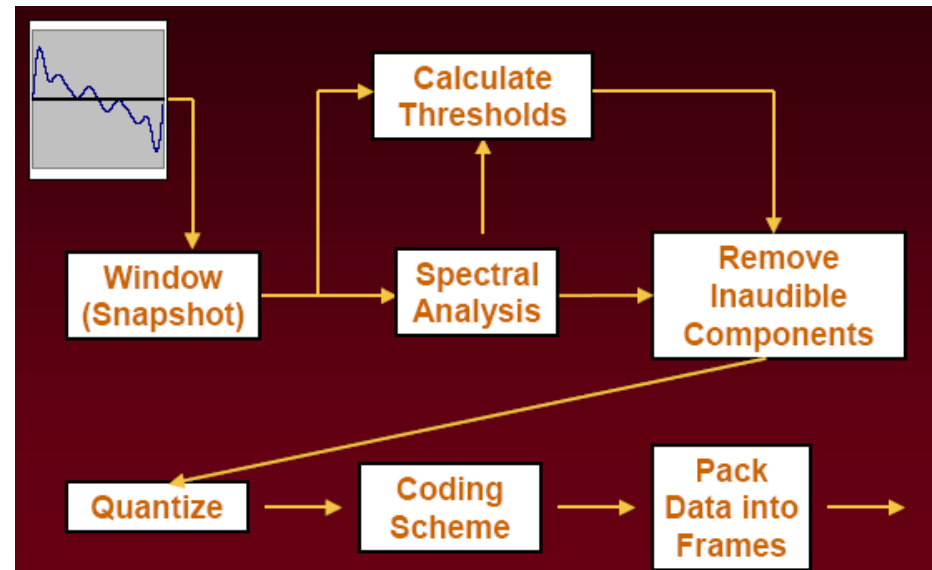 Calculate
Thresholds
Window
(Snapshot)
Spectral
Analysis
Remove
Inaudible
Components
Quantize
Coding
Scheme
Pack
Data into
Frames